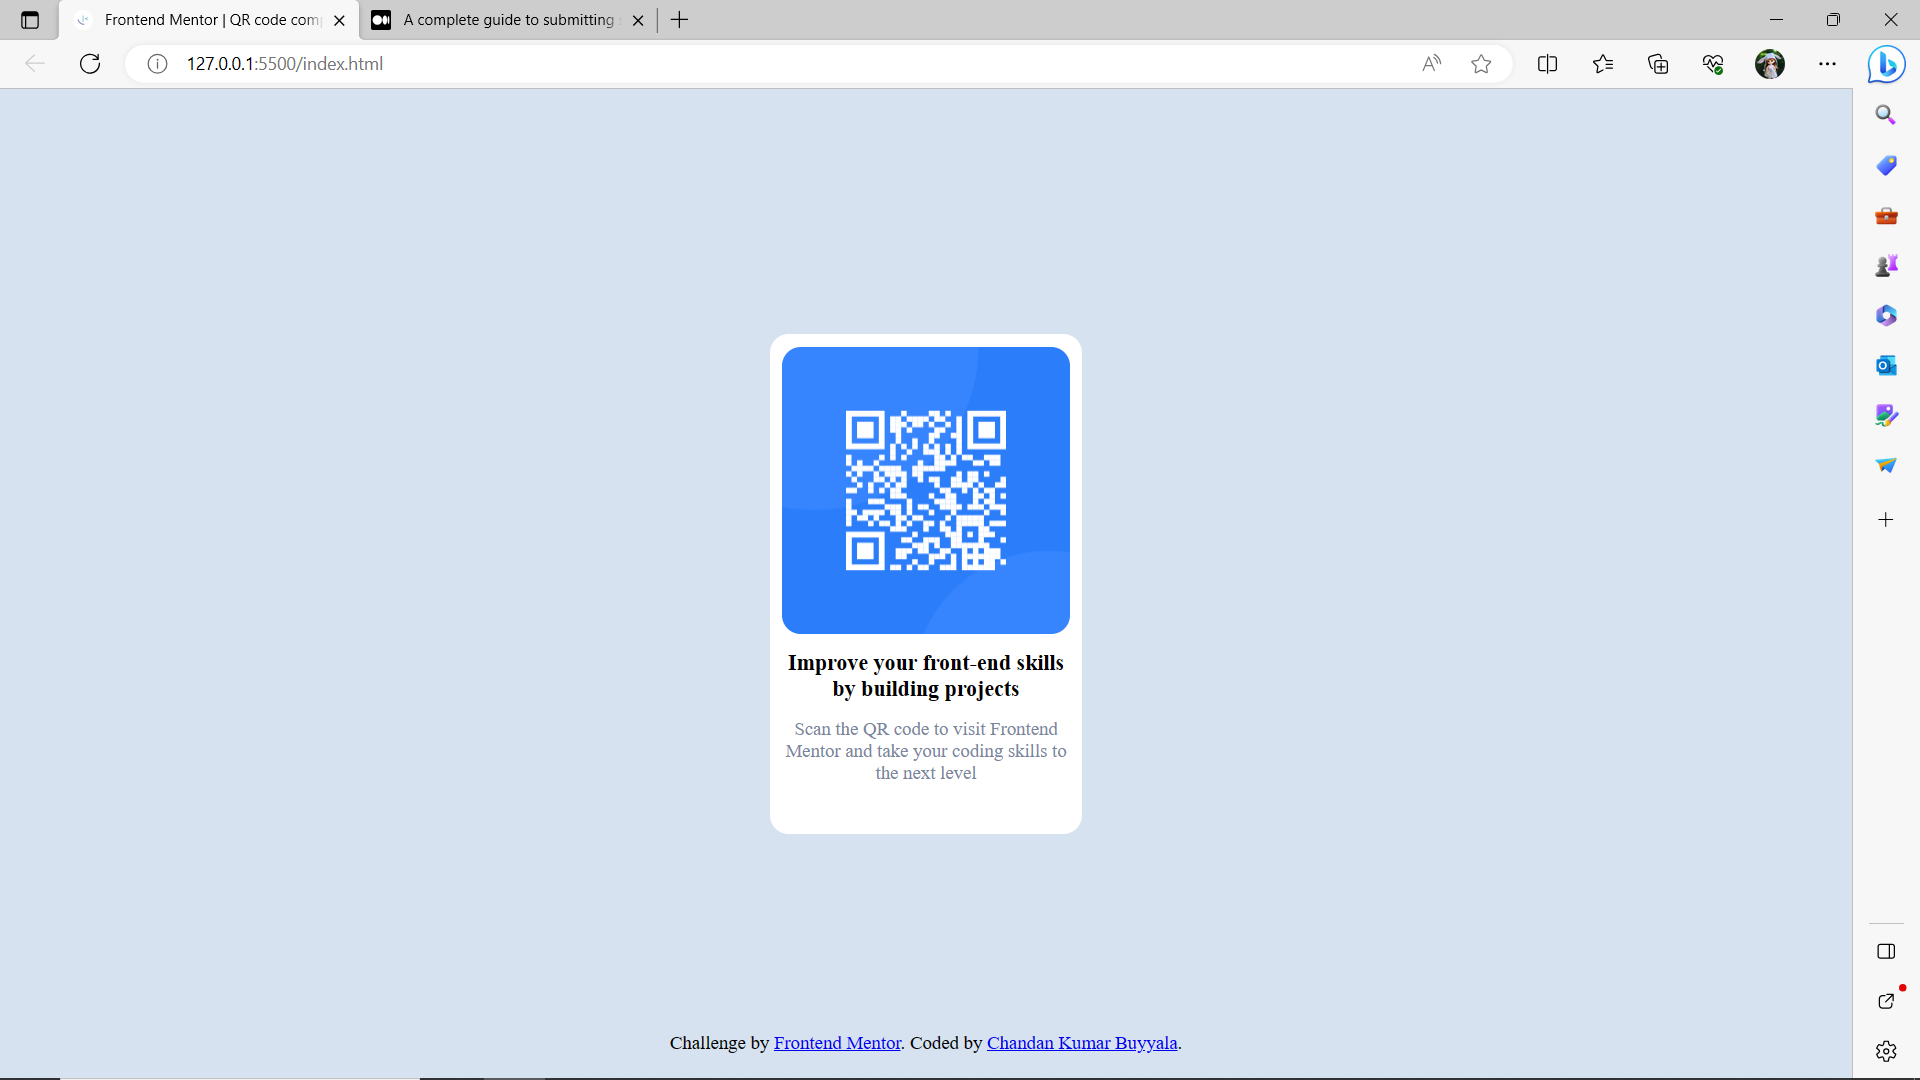 Frontend Mentor | QR code com
A complete guide to submitting
127.0.0.1:5500/index.html
Improve your front-end skills
by building projects
Scan the QR code to visit Frontend
Mentor and take your coding skills to
the next level
Challenge by Frontend Mentor. Coded by Chandan Kumar Buyyala.